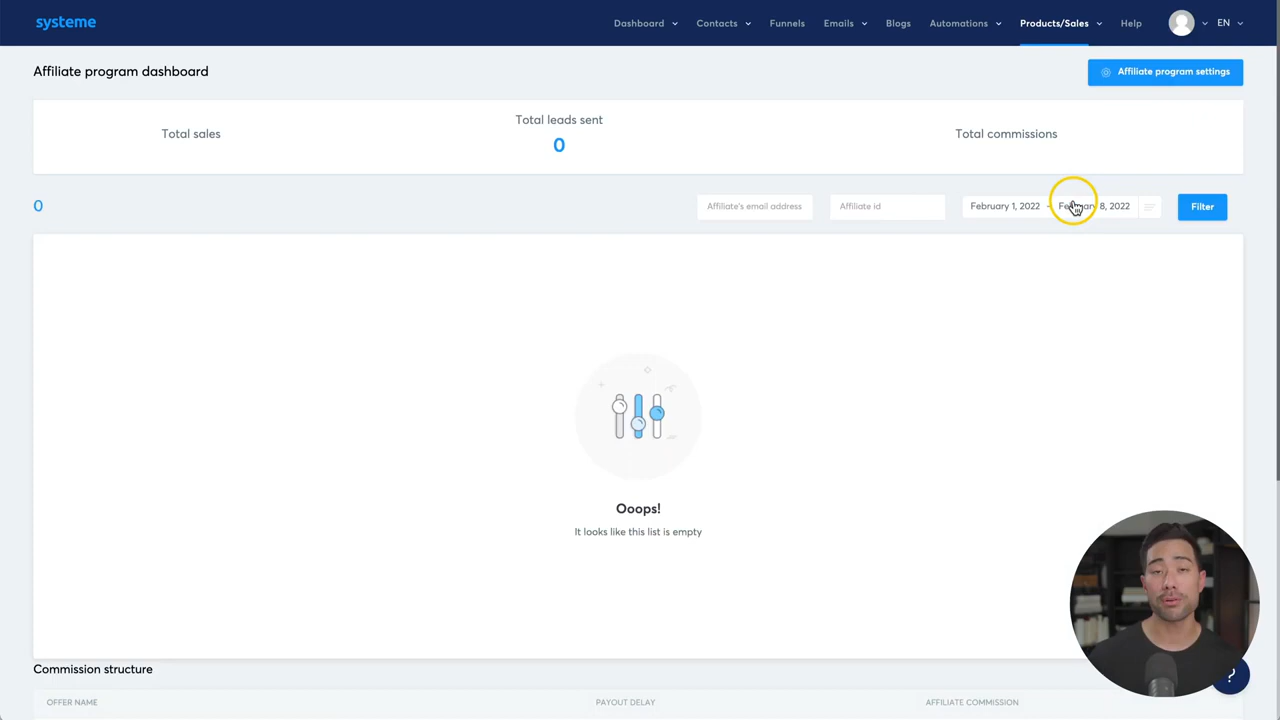 systeme
Dashboard Contacts Funnels Emails Blogs Automations Products/Sales Help EN
Affiliate program dashboard
Affiliate program settings
Total sales
Total leads sent
0
Total commissions
0
Affiliate's email address
Affiliate id
February 1, 2022 - February 8, 2022
Filter
Ooops!
It looks like this list is empty
Commission structure
OFFER NAME PAYOUT DELAY AFFILIATE COMMISSION
?